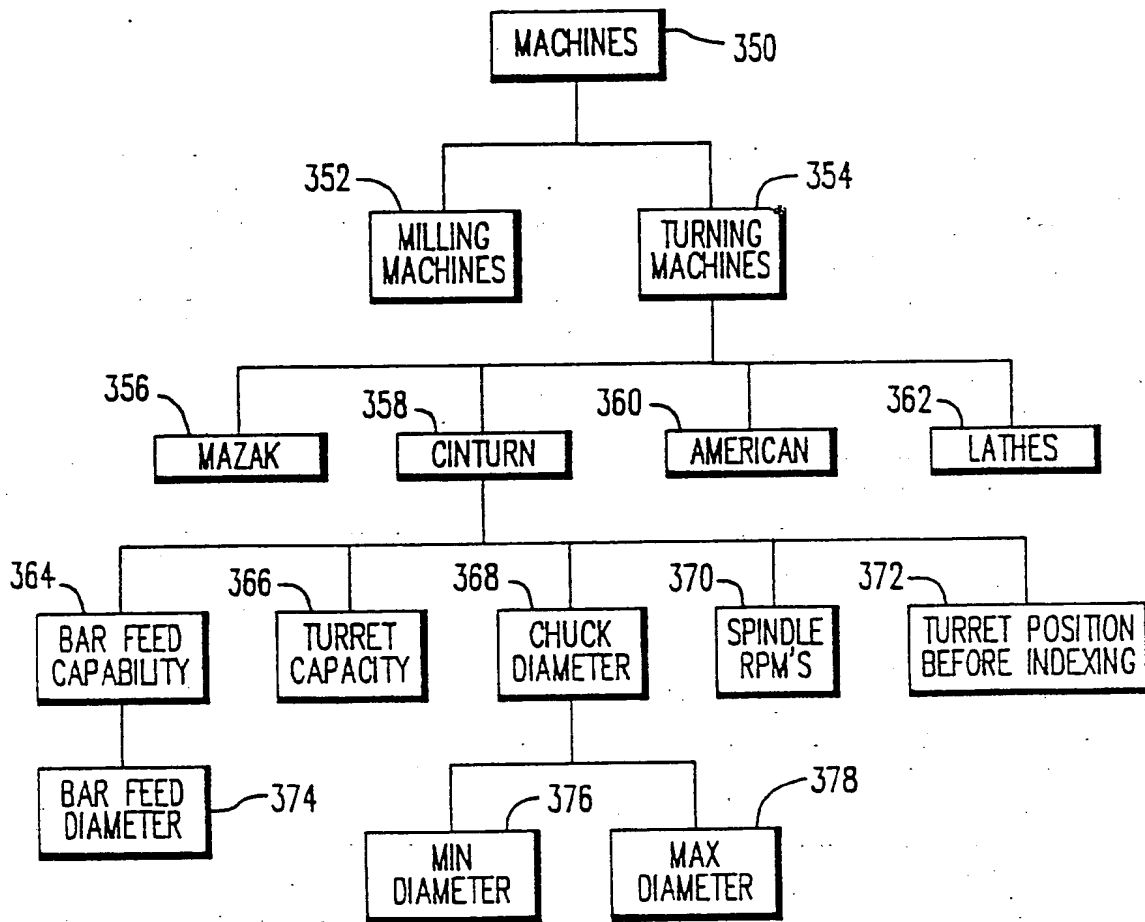 MACHINES
350
352
354
MILLING
MACHINES
TURNING
MACHINES
356
358
360
362
MAZAK
CINTURN
AMERICAN
LATHES
364
366
368
370
372
BAR FEED
CAPABILITY
TURRET
CAPACITY
CHUCK
DIAMETER
SPINDLE
RPM'S
TURRET POSITION
BEFORE INDEXING
BAR FEED
DIAMETER
374
376
378
MIN
DIAMETER
MAX
DIAMETER